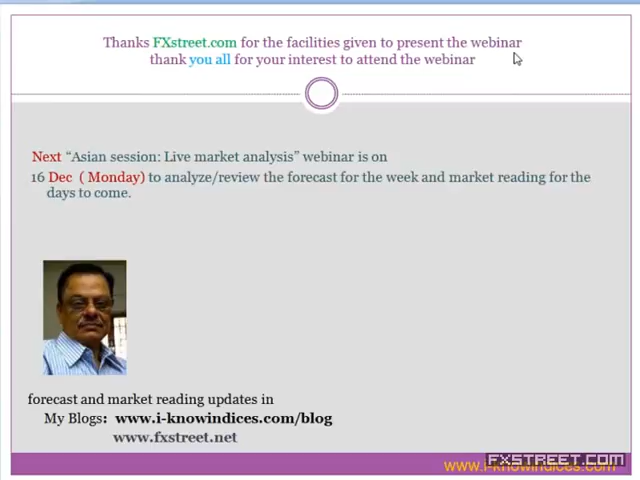 Thanks FXstreet.com for the facilities given to present the webinar
thank you all for your interest to attend the webinar
Next “Asian session: Live market analysis” webinar is on
16 Dec ( Monday) to analyze/review the forecast for the week and market reading for the
days to come.
forecast and market reading updates in
My Blogs: www.i-knowindices.com/blog
www.fxstreet.net
FXSTREET.COM
www.i-knowindices.com